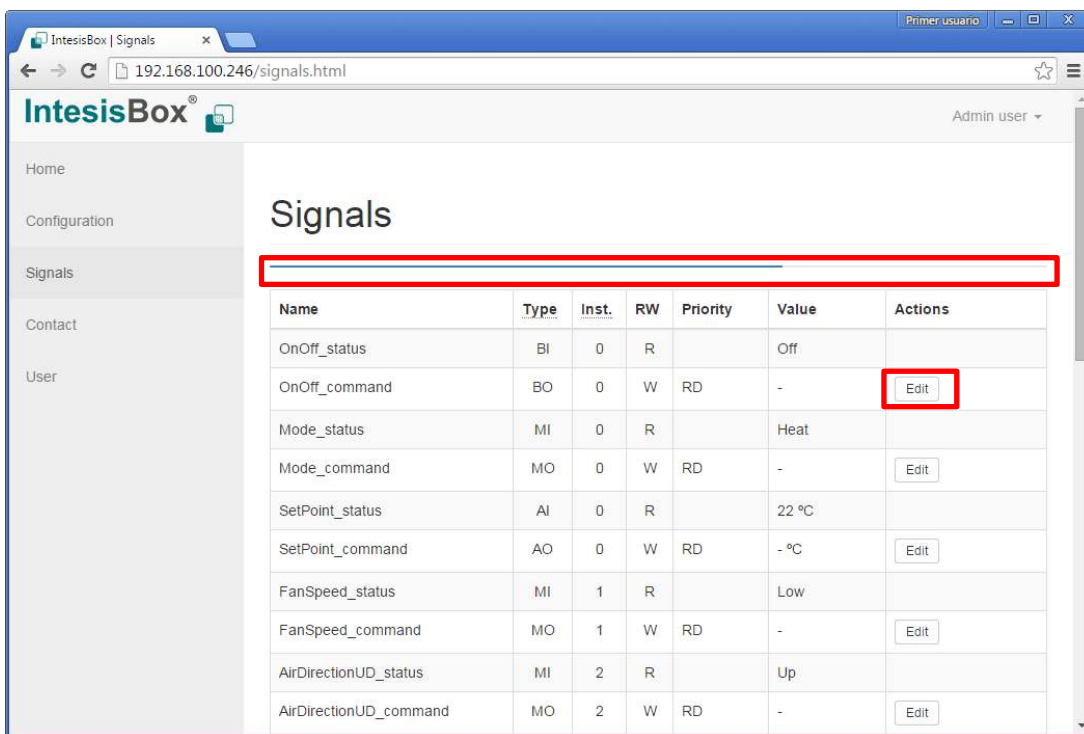 Primer usuario
IntesisBox | Signals
192.168.100.246/signals.html
IntesisBox®
Admin user
Home
Configuration
Signals
Contact
User
Signals
Name Type Inst. RW Priority Value Actions
OnOff_status BI 0 R Off
OnOff_command BO 0 W RD - Edit
Mode_status MI 0 R Heat
Mode_command MO 0 W RD - Edit
SetPoint_status AI 0 R 22 ºC
SetPoint_command AO 0 W RD - ºC Edit
FanSpeed_status MI 1 R Low
FanSpeed_command MO 1 W RD - Edit
AirDirectionUD_status MI 2 R Up
AirDirectionUD_command MO 2 W RD - Edit